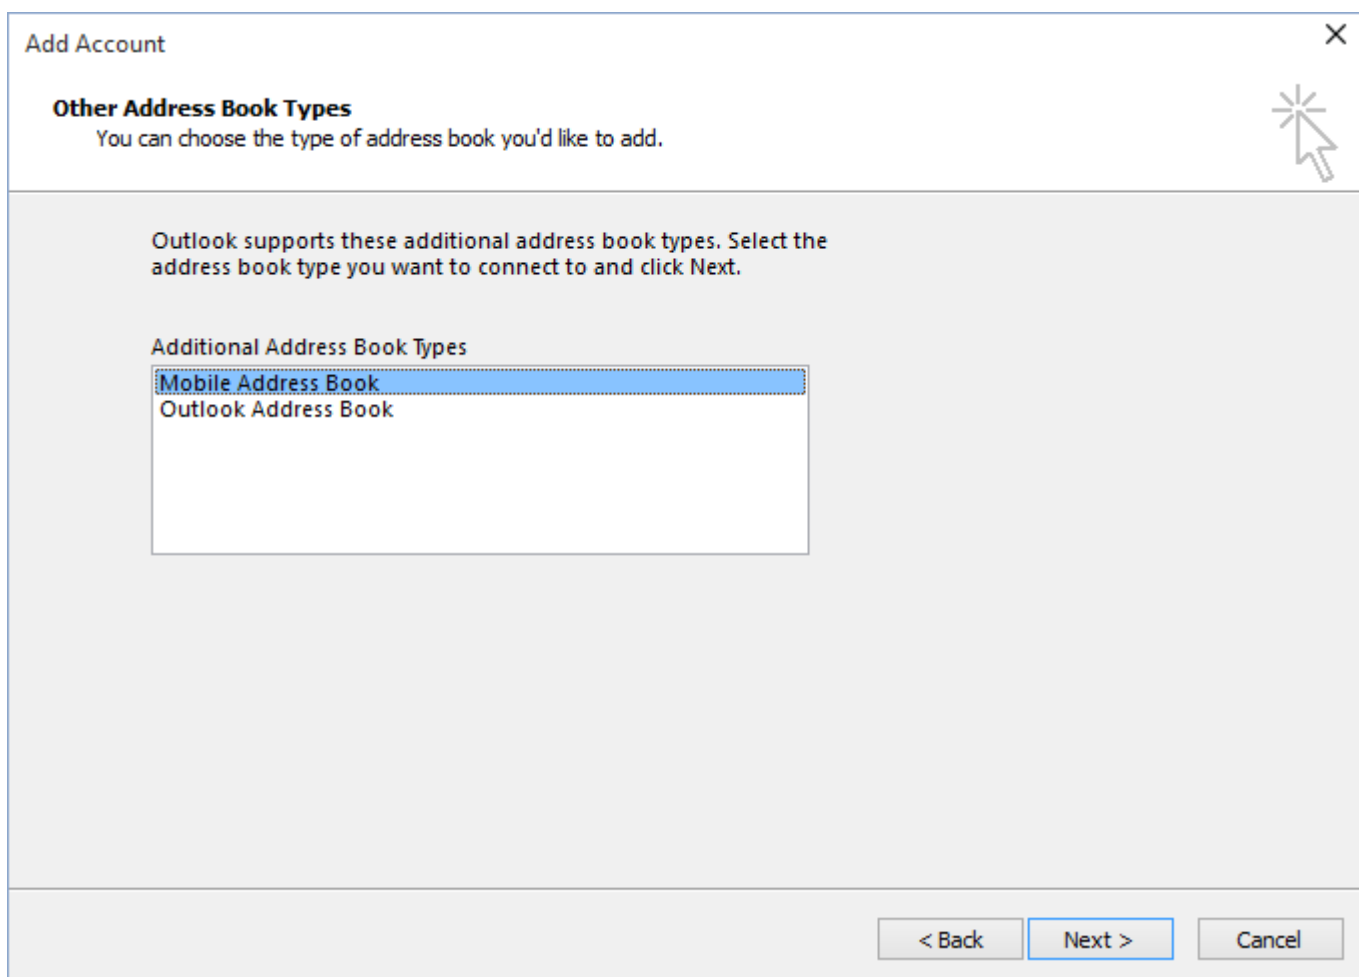 Add Account
Other Address Book Types
You can choose the type of address book you'd like to add.
Outlook supports these additional address book types. Select the
address book type you want to connect to and click Next.
Additional Address Book Types
Mobile Address Book
Outlook Address Book
< Back
Next >
Cancel